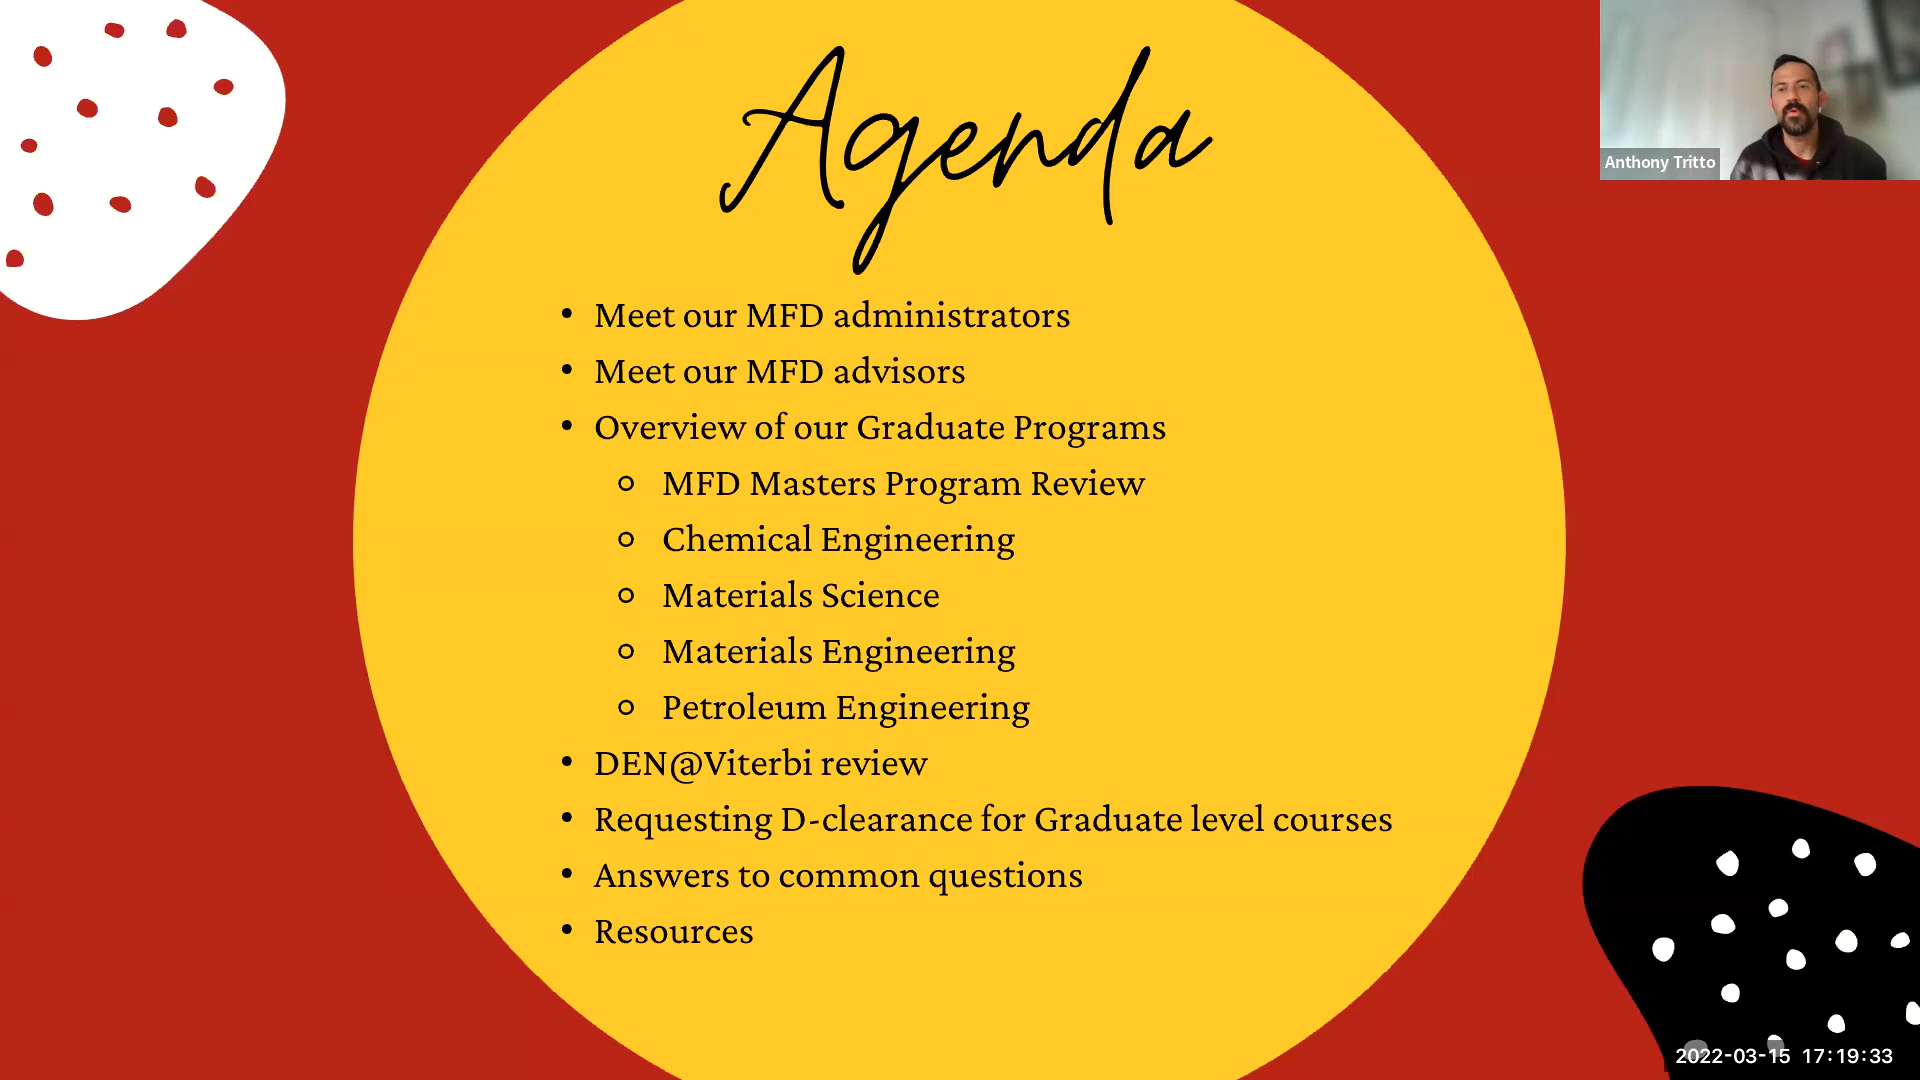 Agenda
Anthony Tritto
• Meet our MFD administrators
• Meet our MFD advisors
• Overview of our Graduate Programs
○ MFD Masters Program Review
○ Chemical Engineering
○ Materials Science
○ Materials Engineering
○ Petroleum Engineering
• DEN@Viterbi review
• Requesting D-clearance for Graduate level courses
• Answers to common questions
• Resources
2022-03-15 17:19:33